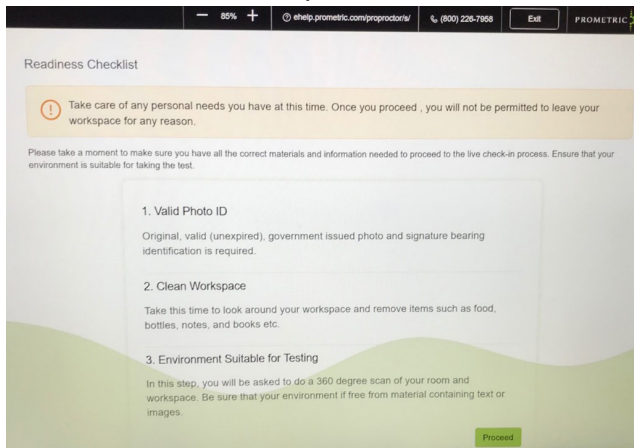 — 85% +
ehelp.prometric.com/proproctor/s/
(800) 226-7958
Exit
PROMETRIC
Readiness Checklist
Take care of any personal needs you have at this time. Once you proceed , you will not be permitted to leave your
workspace for any reason.
Please take a moment to make sure you have all the correct materials and information needed to proceed to the live check-in process. Ensure that your
environment is suitable for taking the test.
1. Valid Photo ID
Original, valid (unexpired), government issued photo and signature bearing
identification is required.
2. Clean Workspace
Take this time to look around your workspace and remove items such as food,
bottles, notes, and books etc.
3. Environment Suitable for Testing
In this step, you will be asked to do a 360 degree scan of your room and
workspace. Be sure that your environment if free from material containing text or
images.
Proceed